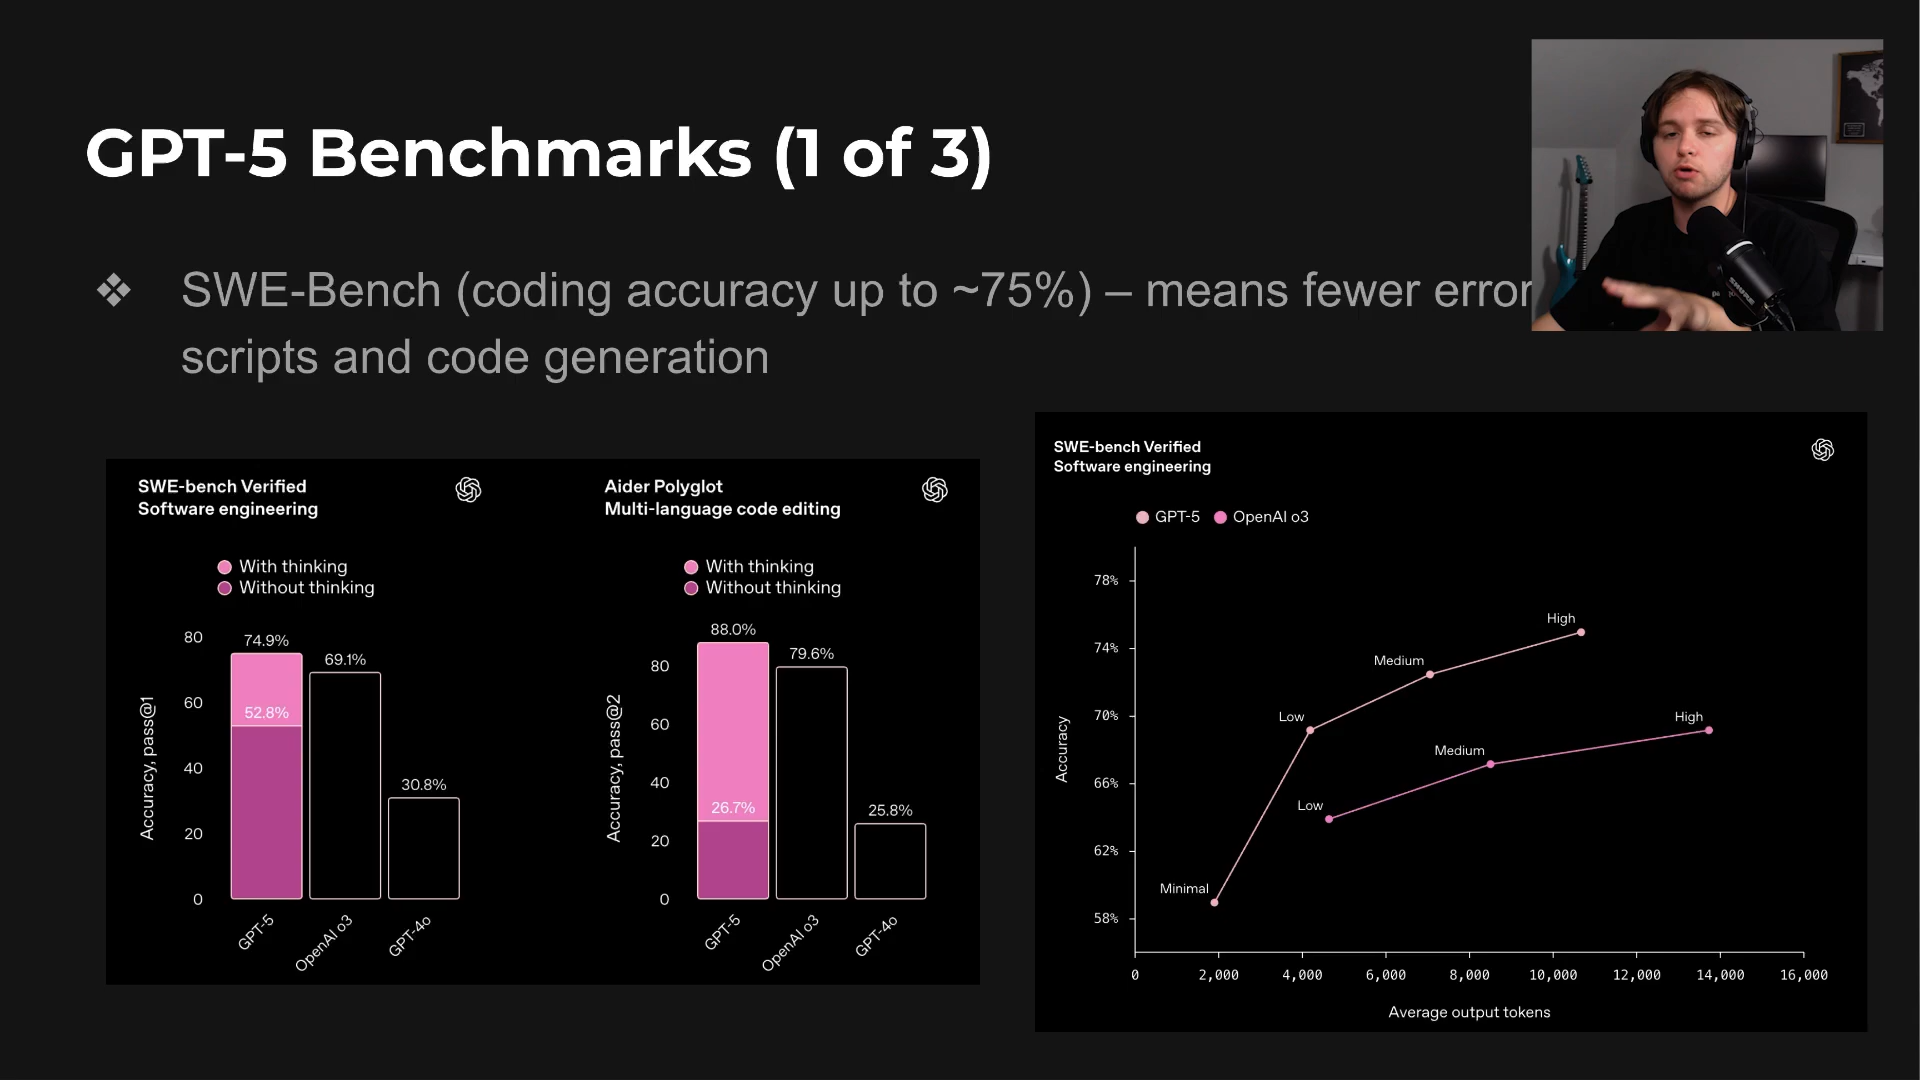 GPT-5 Benchmarks (1 of 3)
❖ SWE-Bench (coding accuracy up to ~75%) – means fewer error
scripts and code generation
SWE-bench Verified
Software engineering
With thinking
Without thinking
Accuracy, pass@1
80
60
40
20
0
74.9%
52.8%
69.1%
30.8%
GPT-5
OpenAI o3
GPT-4o
Aider Polyglot
Multi-language code editing
With thinking
Without thinking
Accuracy, pass@2
80
60
40
20
0
88.0%
26.7%
79.6%
25.8%
GPT-5
OpenAI o3
GPT-4o
SWE-bench Verified
Software engineering
GPT-5 OpenAI o3
Accuracy
78%
74%
70%
66%
62%
58%
High
Medium
Low
Minimal
High
Medium
Low
0 2,000 4,000 6,000 8,000 10,000 12,000 14,000 16,000
Average output tokens
SHURE